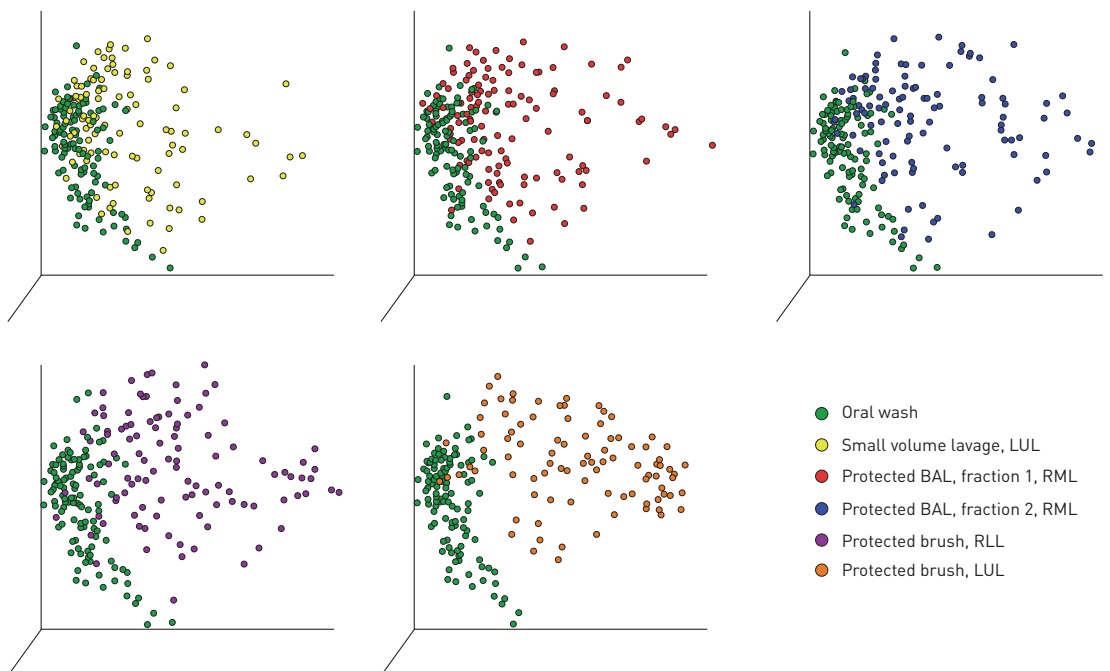 Oral wash
Small volume lavage, LUL
Protected BAL, fraction 1, RML
Protected BAL, fraction 2, RML
Protected brush, RLL
Protected brush, LUL